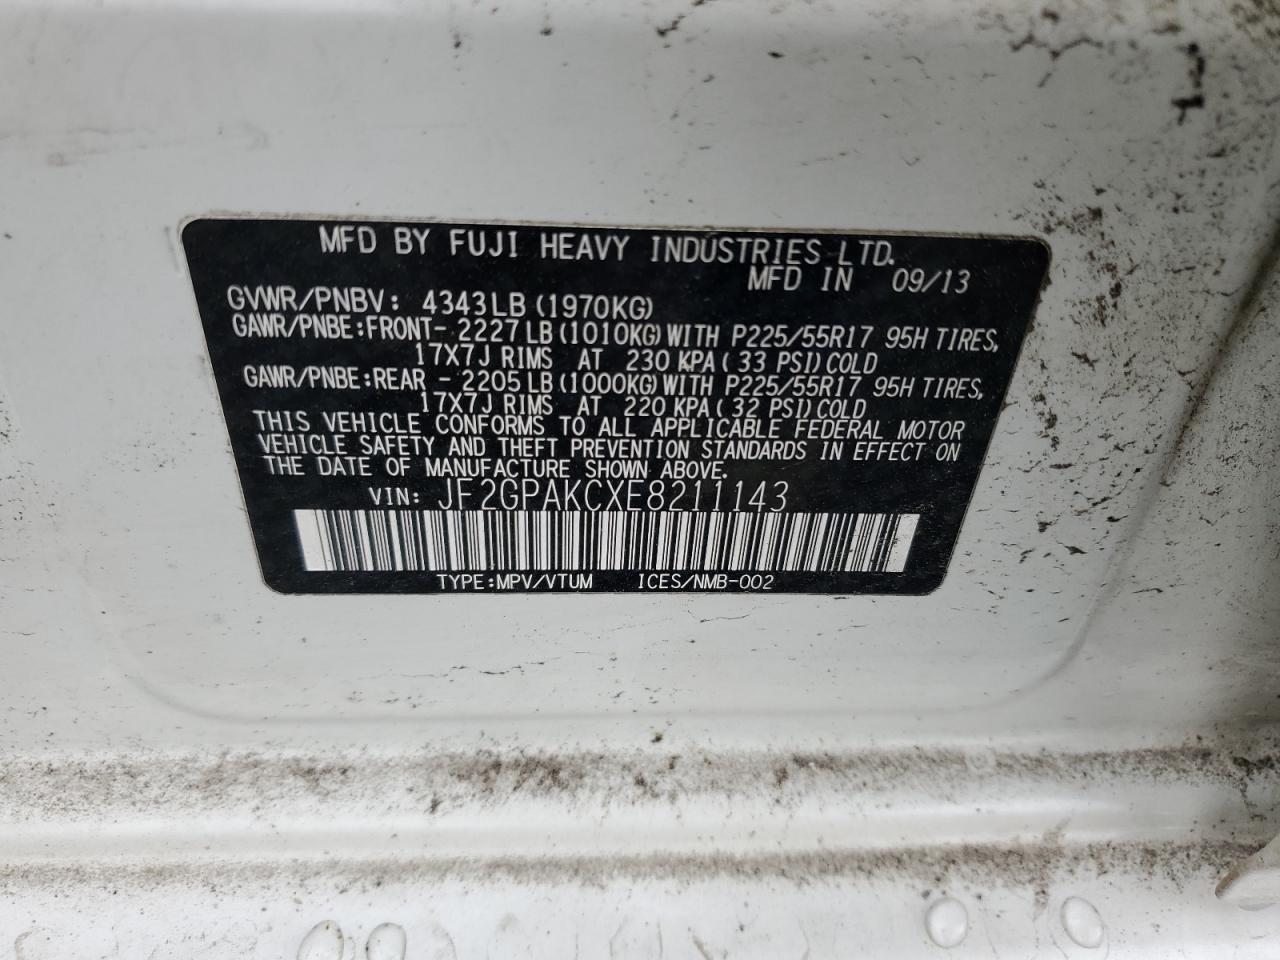 MFD BY FUJI HEAVY INDUSTRIES LTD.
MFD IN 09/13
GVWR/PNBV: 4343LB (1970KG)
GAWR/PNBE:FRONT- 2227 LB (1010KG) WITH P225/55R17 95H TIRES,
17X7J RIMS AT 230 KPA ( 33 PSI) COLD
GAWR/PNBE:REAR - 2205 LB (1000KG) WITH P225/55R17 95H TIRES,
17X7J RIMS AT 220 KPA ( 32 PSI) COLD
THIS VEHICLE CONFORMS TO ALL APPLICABLE FEDERAL MOTOR
VEHICLE SAFETY AND THEFT PREVENTION STANDARDS IN EFFECT ON
THE DATE OF MANUFACTURE SHOWN ABOVE.
VIN: JF2GPAKCXE8211143
TYPE:MPV/VTUM ICES/NMB-002